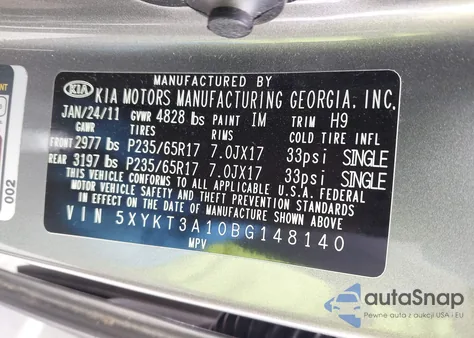 MANUFACTURED BY
KIA KIA MOTORS MANUFACTURING GEORGIA, INC.
JAN/24/11 GVWR 4828 lbs PAINT IM TRIM H9
GAWR TIRES RIMS COLD TIRE INFL
FRONT 2977 lbs P235/65R17 7.0JX17 33psi SINGLE
REAR 3197 lbs P235/65R17 7.0JX17 33psi SINGLE
THIS VEHICLE CONFORMS TO ALL APPLICABLE U.S.A. FEDERAL
MOTOR VEHICLE SAFETY AND THEFT PREVENTION STANDARDS
IN EFFECT ON THE DATE OF MANUFACTURE SHOWN ABOVE.
VIN 5XYKT3A10BG148140
MPV
002
autoSnap
Pewne auta z aukcji USA i EU